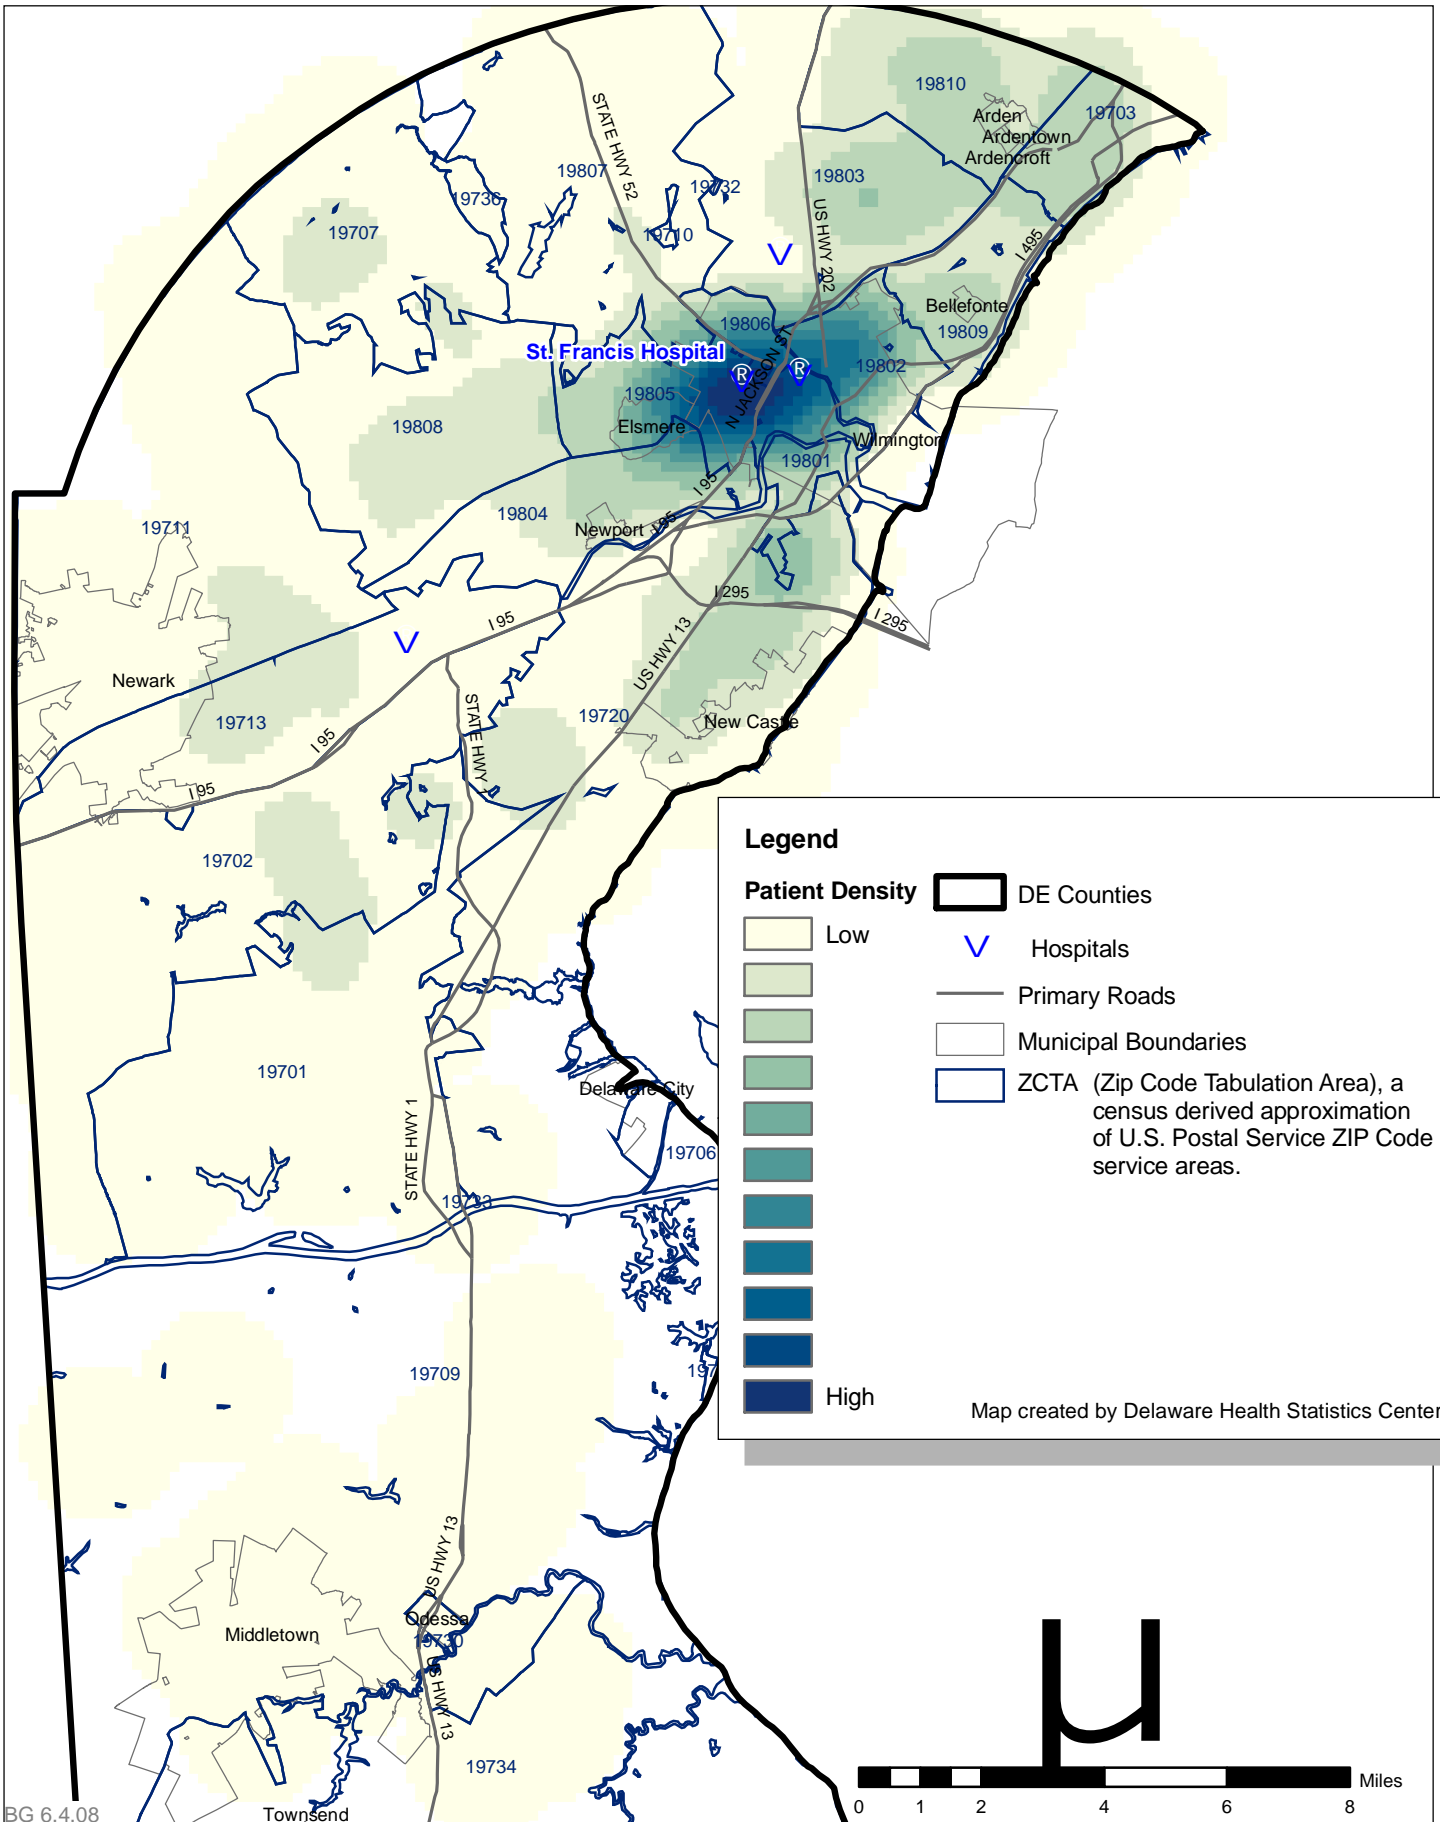 19810
19703
Arden
Ardentown
Ardencroft
STATE HWY 52
19807
19732
19803
19736
19707
19710
US HWY 202
I 495
Bellefonte
19809
19806
St. Francis Hospital
R
R
N JACKSON ST
19802
19805
Elsmere
19808
Wilmington
19801
I 95
19804
19711
Newport
I 95
I 295
I 295
I 95
US HWY 13
Newark
19713
19720
New Castle
STATE HWY 1
I 95
I 95
19702
Legend
Patient Density
Low
High
DE Counties
V Hospitals
Primary Roads
Municipal Boundaries
ZCTA (Zip Code Tabulation Area), a
census derived approximation
of U.S. Postal Service ZIP Code
service areas.
Map created by Delaware Health Statistics Center
19701
Delaware City
STATE HWY 1
19706
19733
19709
197
US HWY 13
Odessa
Middletown
19730
US HWY 13
19734
Townsend
BG 6.4.08
µ
Miles
0 1 2 4 6 8